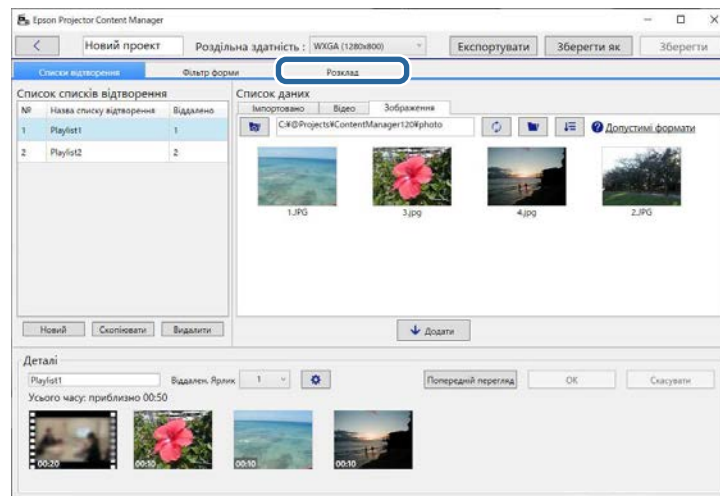 Epson Projector Content Manager
Новий проект Роздільна здатність : WXGA (1280x800) Експортувати Зберегти як Зберегти
Списки відтворення Фільтр форми Розклад
Список списків відтворення
№ Назва списку відтворення Віддалено
1 Playlist1 1
2 Playlist2 2
Новий Скопіювати Видалити
Список даних
Імпортовано Відео Зображення
C:¥@Projects¥ContentManager120¥photo Допустимі формати
1.JPG 3.jpg 4.jpg 2.JPG
Додати
Деталі
Playlist1 Віддален. Ярлик 1 Попередній перегляд OK Скасувати
Усього часу: приблизно 00:50
00:20 00:10 00:10 00:10